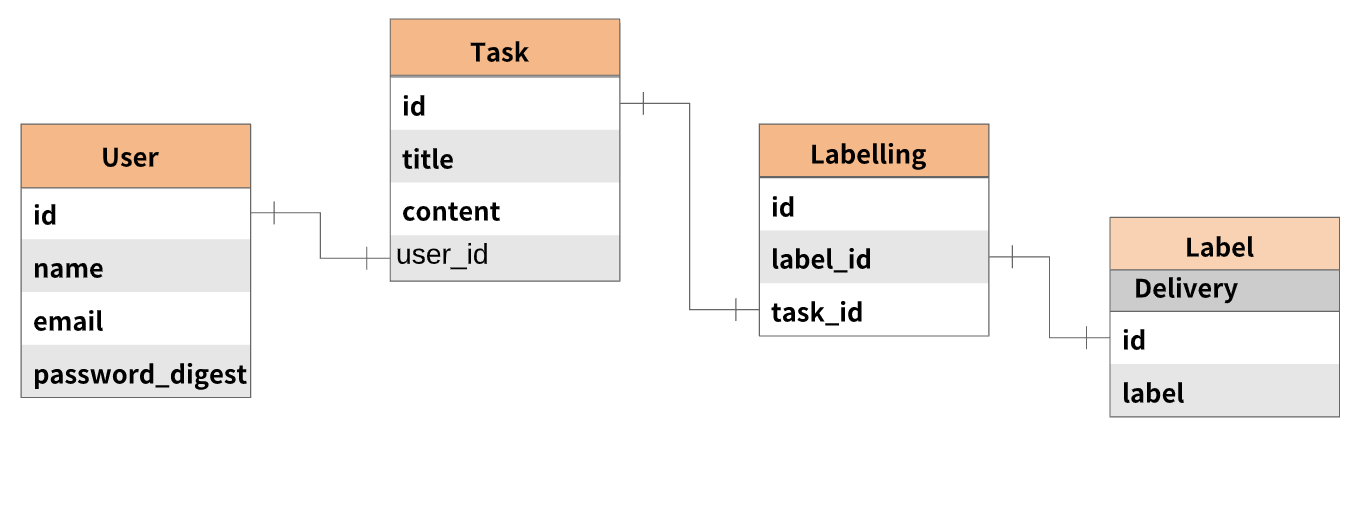 User
id
name
email
password_digest
Task
id
title
content
user_id
Labelling
id
label_id
task_id
Label
Delivery
id
label